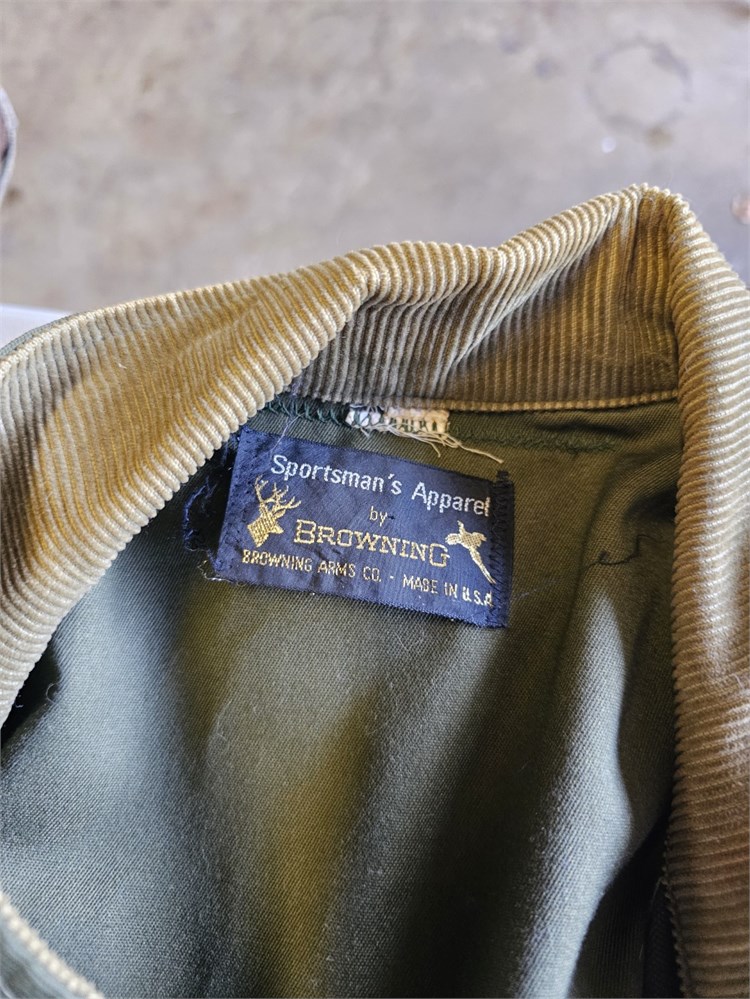 Sportsman's Apparel
by
BROWNING
BROWNING ARMS CO. - MADE IN U.S.A